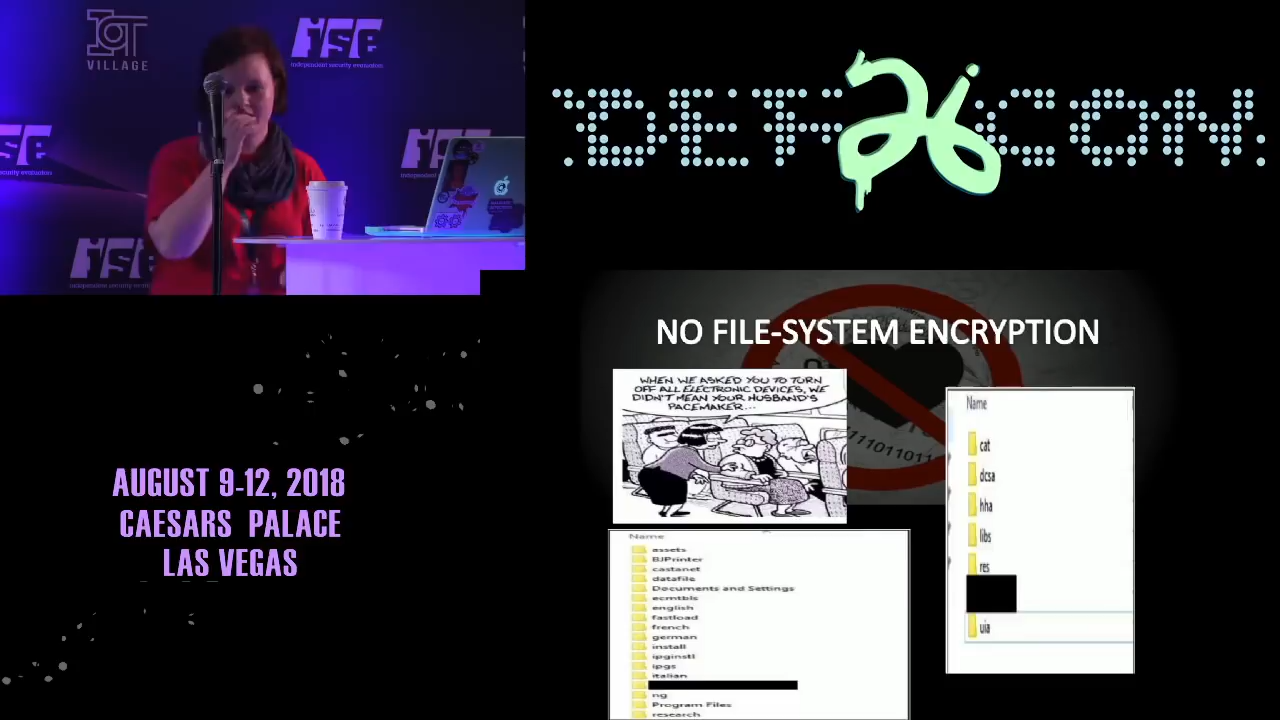 IoT
VILLAGE
ise
independent security evaluators
ise
ise
ise
DEF 26 CON
NO FILE-SYSTEM ENCRYPTION
WHEN WE ASKED YOU TO TURN
OFF ALL ELECTRONIC DEVICES, WE
DIDN'T MEAN YOUR HUSBAND'S
PACEMAKER...
Name
cat
dcsa
hha
libs
res
uia
1011011
AUGUST 9-12, 2018
CAESARS PALACE
LAS VEGAS
Name
assets
BJPrinter
castanet
datafile
Documents and Settings
ecmtbls
english
fastload
french
german
install
ipginstl
ipgs
italian
ng
Program Files
research